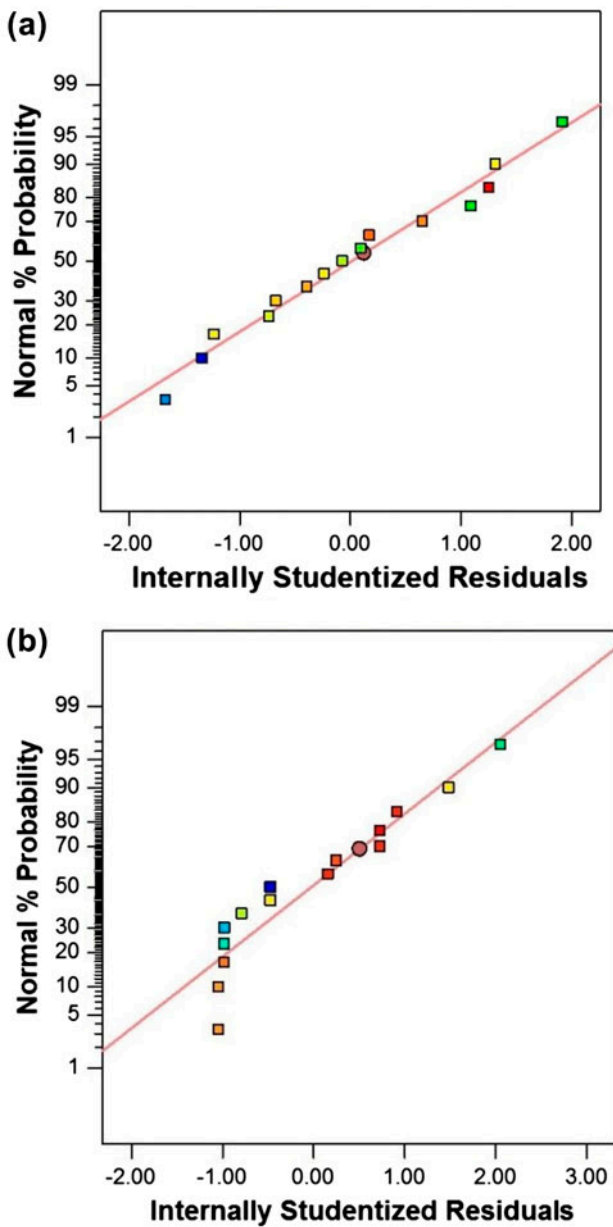 (a)
Normal % Probability
99
95
90
80
70
50
30
20
10
5
1
-2.00 -1.00 0.00 1.00 2.00
Internally Studentized Residuals
(b)
Normal % Probability
99
95
90
80
70
50
30
20
10
5
1
-2.00 -1.00 0.00 1.00 2.00 3.00
Internally Studentized Residuals